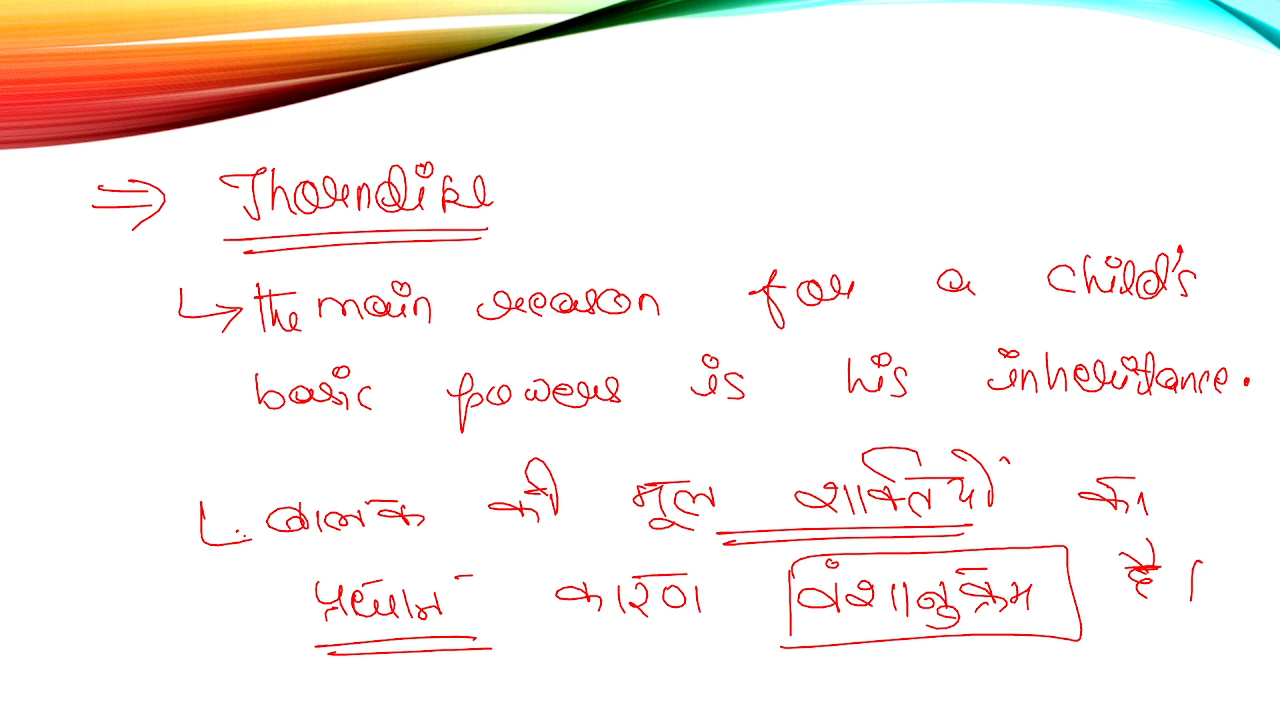 ⇒ Thorndike
↳ the main reason for a child's
basic powers is his inheritance.
बालक की मूल शक्तियों का
प्रधान कारण वंशानुक्रम है।